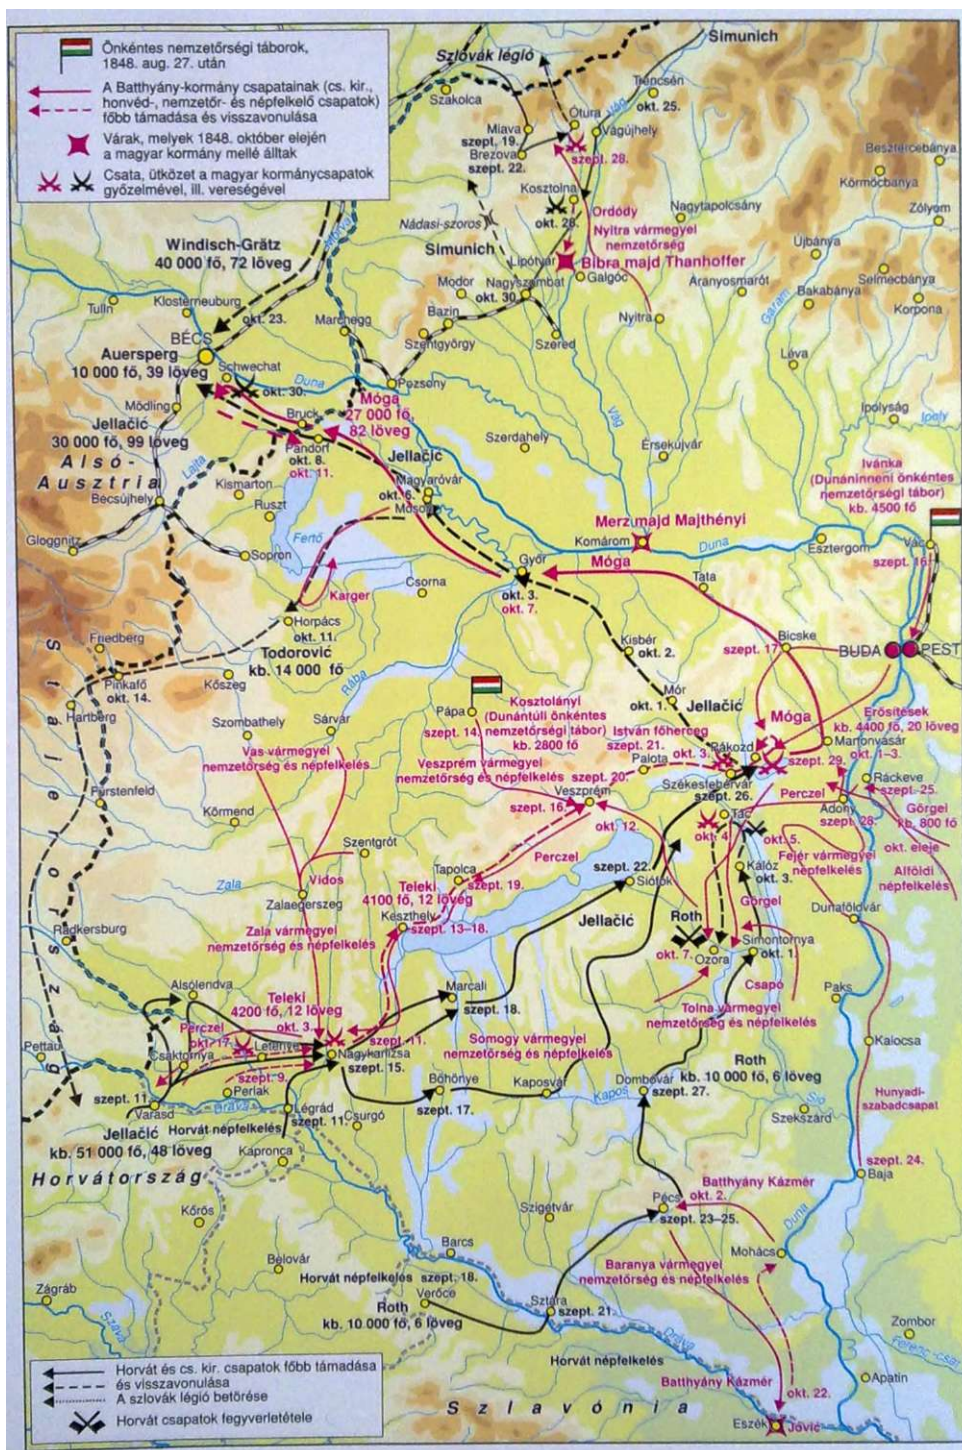 Önkéntes nemzetőrségi táborok,
1848. aug. 27. után
A Batthyány-kormány csapatainak (cs. kir.,
honvéd-, nemzetőr- és népfelkelő csapatok)
főbb támadása és visszavonulása
Várak, melyek 1848. október elején
a magyar kormány mellé álltak
Csata, ütközet a magyar kormánycsapatok
győzelmével, ill. vereségével
Simunich
Szlovák légió
Szakolca
Trencsén
okt. 25.
Ótura
Vág
Miava
szept. 19.
Vágújhely
Brezova
szept. 22.
szept. 28.
Besztercebánya
Körmöcbánya
Kosztolna
okt. 28.
Nagytapolcsány
Zólyom
Ordódy
Nyitra vármegyei
nemzetőrség
Nádasi-szoros
Morva
Simunich
Újbánya
Windisch-Grätz
40 000 fő, 72 löveg
Lipótvár
Bibra majd Thanhoffer
Galgóc
Selmecbánya
Modor
Nagyszombat
okt. 30.
Aranyosmarót
Bakabánya
Korpona
Garam
Tulln
Klosterneuburg
okt. 23.
Marchegg
Bazin
Szentgyörgy
Szered
Nyitra
BÉCS
Auersperg
10 000 fő, 39 löveg
Schwechat
okt. 30.
Duna
Pozsony
Léva
Mödling
Móga
27 000 fő,
82 löveg
Bruck
Vág
Ipolyság
Ipoly
Jellačić
30 000 fő, 99 löveg
Pándorf
okt. 8.
okt. 11.
Szerdahely
Érsekújvár
Alsó-
Ausztria
Lajta
Jellačić
Kismarton
Magyaróvár
okt. 6.
Moson
Ivánka
(Dunáninneni önkéntes
nemzetőrségi tábor)
kb. 4500 fő
Bécsújhely
Ruszt
Merz majd Majthényi
Gloggnitz
Fertő
Komárom
Duna
Esztergom
Vác
szept. 16.
Sopron
Győr
Móga
Karger
Csorna
okt. 3.
okt. 7.
Tata
Horpács
okt. 11.
Friedberg
Todorović
kb. 14 000 fő
Kisbér
okt. 2.
Bicske
szept. 17.
BUDA
PEST
Pinkafő
okt. 14.
Kőszeg
Rába
Hartberg
Mór
okt. 1.
Jellačić
Szombathely
Sárvár
Pápa
szept. 14.
Kosztolányi
(Dunántúli önkéntes
nemzetőrségi tábor)
kb. 2800 fő
István főherceg
szept. 21.
Móga
Erősítések
kb. 4400 fő, 20 löveg
Vas vármegyei
nemzetőrség és népfelkelés
Veszprém vármegyei
nemzetőrség és népfelkelés
szept. 20.
okt. 3.
Pákozd
szept. 29.
Martonvásár
okt. 1–3.
Palota
Székesfehérvár
szept. 26.
Ráckeve
szept. 25.
Fürstenfeld
Veszprém
szept. 16.
Perczel
Adony
szept. 28.
Görgei
kb. 800 fő
okt. eleje
Körmend
okt. 12.
Tác
okt. 4.
okt. 5.
Szentgrót
Perczel
Fejér vármegyei
népfelkelés
Alföldi
népfelkelés
Stájerország
Tapolca
szept. 19.
szept. 22.
Siófok
Kálóz
okt. 3.
Zala
Vidos
Zalaegerszeg
Teleki
4100 fő, 12 löveg
Keszthely
szept. 13–18.
Jellačić
Roth
Görgei
Dunaföldvár
Radkersburg
Zala vármegyei
nemzetőrség és népfelkelés
okt. 7.
Ozora
Simontornya
okt. 1.
Alsólendva
Marcali
szept. 18.
Csapó
Paks
Teleki
4200 fő, 12 löveg
okt. 3.
Tolna vármegyei
nemzetőrség és népfelkelés
Perczel
okt. 17.
szept. 11.
Pettau
Csáktornya
Letenye
Nagykanizsa
szept. 15.
Somogy vármegyei
nemzetőrség és népfelkelés
Kalocsa
szept. 9.
Perlak
Roth
kb. 10 000 fő, 6 löveg
szept. 11.
Varasd
Dráva
Légrád
szept. 11.
Böhönye
szept. 17.
Kaposvár
Kapos
Dombóvár
szept. 27.
Sió
Hunyadi-
szabadcsapat
Horvát népfelkelés
Csurgó
Szekszárd
Jellačić
kb. 51 000 fő, 48 löveg
Kapronca
Horvátország
szept. 24.
Baja
Batthyány Kázmér
okt. 2.
Kőrös
Szigetvár
Pécs
szept. 23–25.
Duna
Mohács
Barcs
Belovár
Baranya vármegyei
nemzetőrség és népfelkelés
Horvát népfelkelés szept. 18.
Zágráb
Verőce
Roth
kb. 10 000 fő, 6 löveg
Sztára
szept. 21.
Száva
Dráva
Zombor
Ferenc-csat.
Horvát népfelkelés
Batthyány Kázmér
okt. 22.
Apatin
Szlavónia
Eszék
Jović
Horvát és cs. kir. csapatok főbb támadása
és visszavonulása
A szlovák légió betörése
Horvát csapatok fegyverletétele